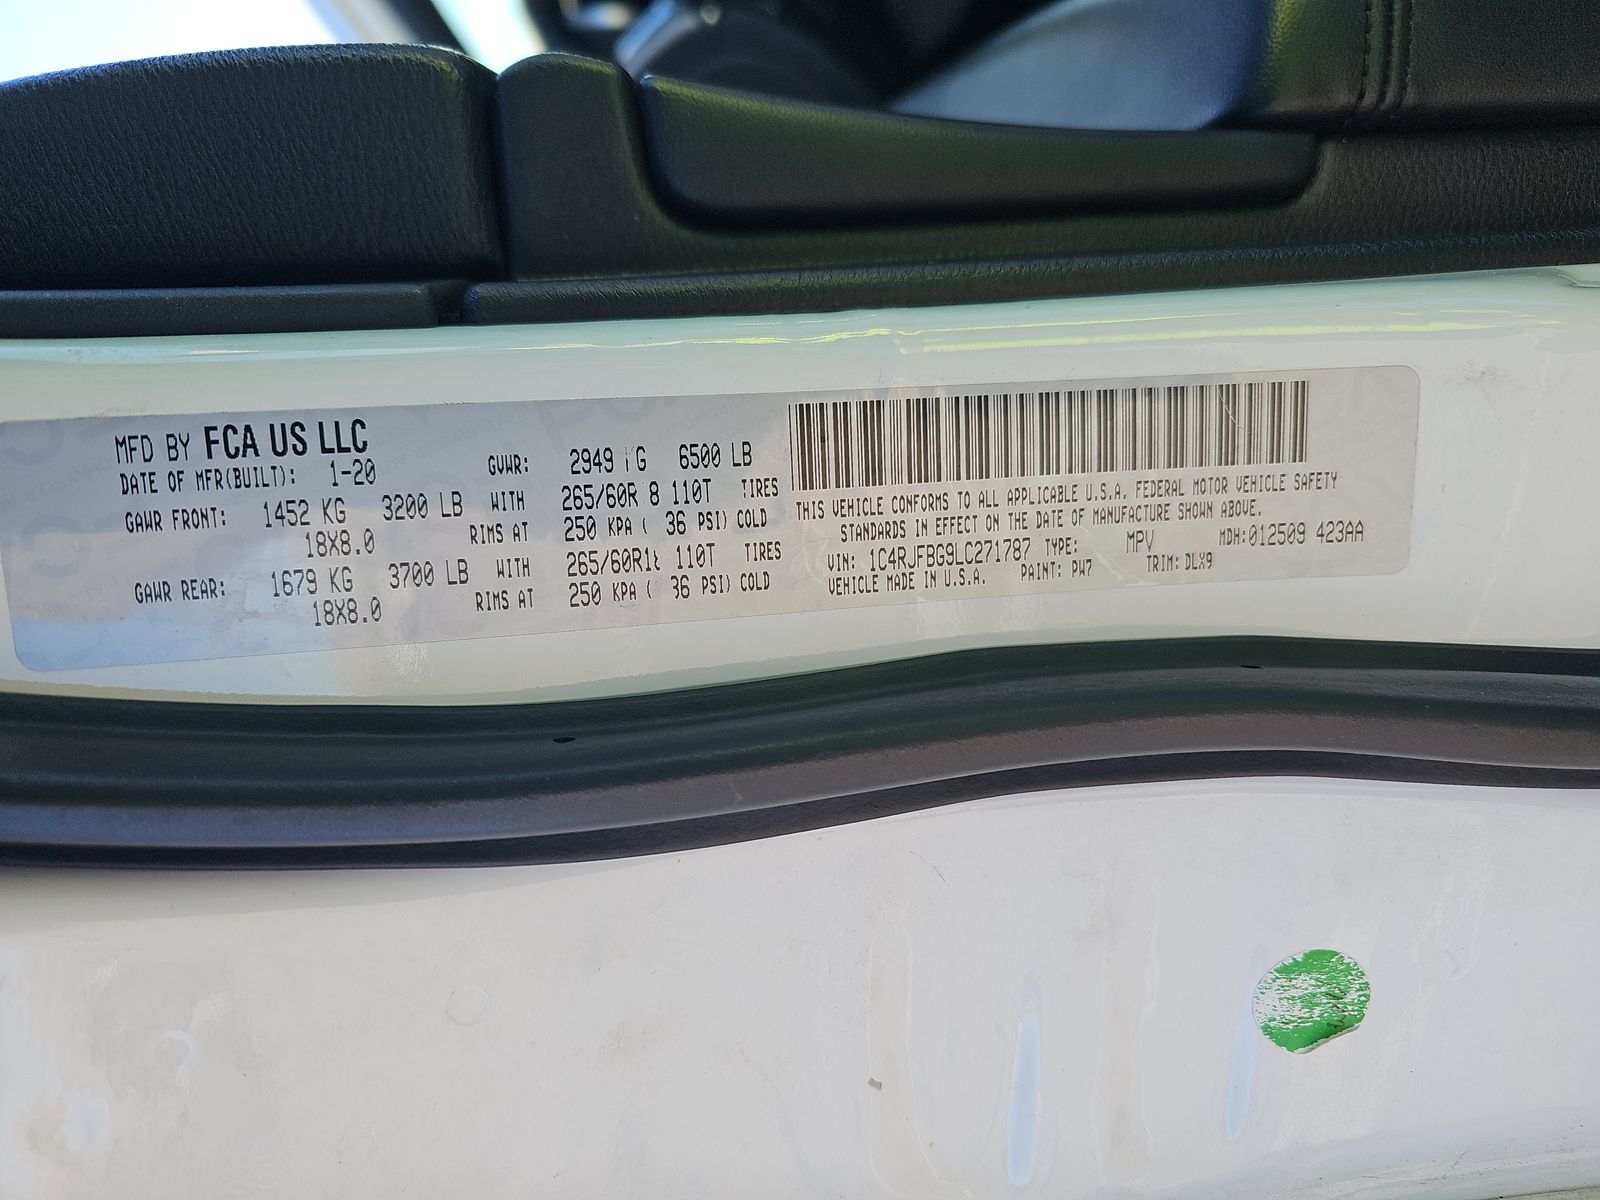 MFD BY FCA US LLC
DATE OF MFR(BUILT): 1-20 GVWR: 2949 G 6500 LB
GAWR FRONT: 1452 KG 3200 LB WITH 265/60R 8 110T TIRES
18X8.0 RIMS AT 250 KPA ( 36 PSI) COLD
GAWR REAR: 1679 KG 3700 LB WITH 265/60R18 110T TIRES
18X8.0 RIMS AT 250 KPA ( 36 PSI) COLD
THIS VEHICLE CONFORMS TO ALL APPLICABLE U.S.A. FEDERAL MOTOR VEHICLE SAFETY
STANDARDS IN EFFECT ON THE DATE OF MANUFACTURE SHOWN ABOVE.
VIN: 1C4RJFBG9LC271787 TYPE: MPV MDH:012509 423AA
VEHICLE MADE IN U.S.A. PAINT: PW7 TRIM: DLX9